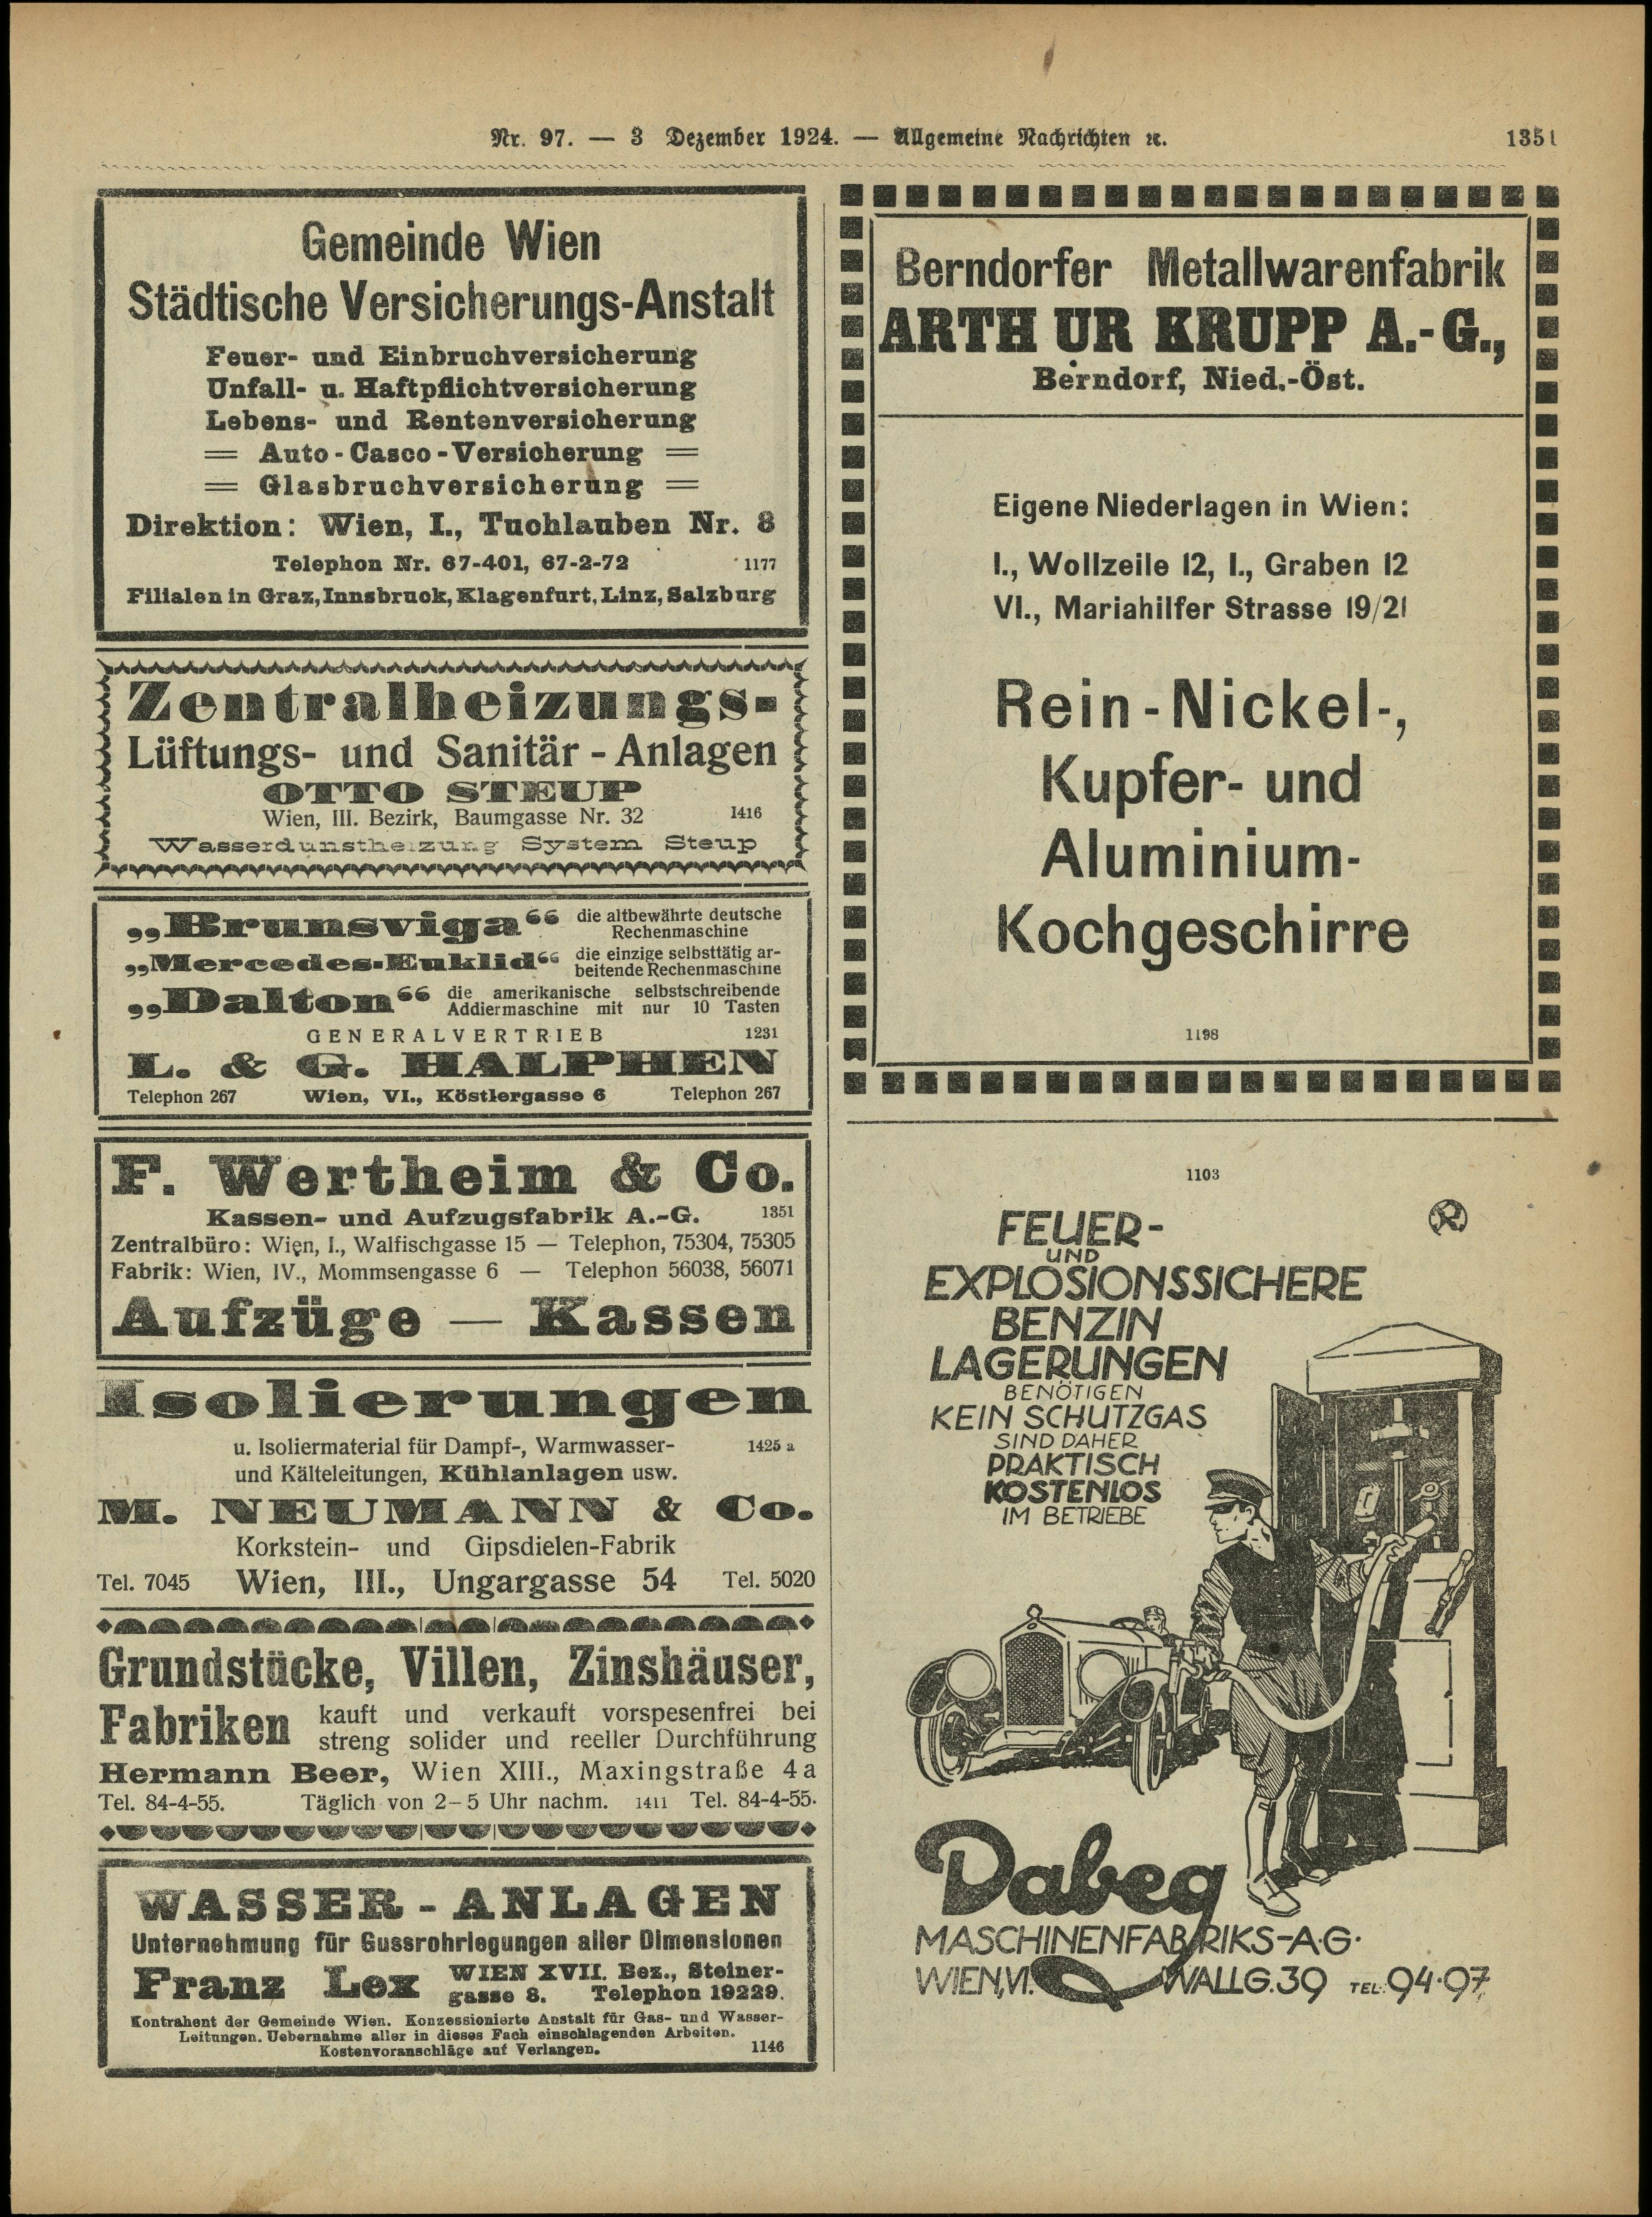 Nr. 97. — 3 Dezember 1924. — Allgemeine Nachrichten ꝛc. 1351
Gemeinde Wien
Städtische Versicherungs-Anstalt
Feuer- und Einbruchversicherung
Unfall- u. Haftpflichtversicherung
Lebens- und Rentenversicherung
= Auto-Casco-Versicherung =
= Glasbruchversicherung =
Direktion: Wien, I., Tuchlauben Nr. 8
Telephon Nr. 67-401, 67-2-72 1177
Filialen in Graz, Innsbruck, Klagenfurt, Linz, Salzburg
Zentralheizungs-
Lüftungs- und Sanitär-Anlagen
OTTO STEUP
Wien, III. Bezirk, Baumgasse Nr. 32 1416
Wasserdunstheizung System Steup
„Brunsviga“ die altbewährte deutsche
Rechenmaschine
„Mercedes-Euklid“ die einzige selbsttätig ar-
beitende Rechenmaschine
„Dalton“ die amerikanische selbstschreibende
Addiermaschine mit nur 10 Tasten
GENERALVERTRIEB 1231
L. & G. HALPHEN
Telephon 267 Wien, VI., Köstlergasse 6 Telephon 267
F. Wertheim & Co.
Kassen- und Aufzugsfabrik A.-G. 1351
Zentralbüro: Wien, I., Walfischgasse 15 — Telephon, 75304, 75305
Fabrik: Wien, IV., Mommsengasse 6 — Telephon 56038, 56071
Aufzüge — Kassen
Isolierungen
u. Isoliermaterial für Dampf-, Warmwasser- 1425 a
und Kälteleitungen, Kühlanlagen usw.
M. NEUMANN & Co.
Korkstein- und Gipsdielen-Fabrik
Tel. 7045 Wien, III., Ungargasse 54 Tel. 5020
Grundstücke, Villen, Zinshäuser,
Fabriken kauft und verkauft vorspesenfrei bei
streng solider und reeller Durchführung
Hermann Beer, Wien XIII., Maxingstraße 4a
Tel. 84-4-55. Täglich von 2–5 Uhr nachm. 1411 Tel. 84-4-55.
WASSER-ANLAGEN
Unternehmung für Gussrohrlegungen aller Dimensionen
Franz Lex WIEN XVII. Bez., Steiner-
gasse 8. Telephon 19229.
Kontrahent der Gemeinde Wien. Konzessionierte Anstalt für Gas- und Wasser-
Leitungen. Uebernahme aller in dieses Fach einschlagenden Arbeiten.
Kostenvoranschläge auf Verlangen. 1146
Berndorfer Metallwarenfabrik
ARTHUR KRUPP A.-G.,
Berndorf, Nied.-Öst.
Eigene Niederlagen in Wien:
I., Wollzeile 12, I., Graben 12
VI., Mariahilfer Strasse 19/21
Rein-Nickel-,
Kupfer- und
Aluminium-
Kochgeschirre
1198
1103
R
FEUER-
UND
EXPLOSIONSSICHERE
BENZIN
LAGERUNGEN
BENÖTIGEN
KEIN SCHUTZGAS
SIND DAHER
PRAKTISCH
KOSTENLOS
IM BETRIEBE
Dabeg
MASCHINENFABRIKS-A·G·
WIEN, VI. WALLG. 39 TEL: 94·97